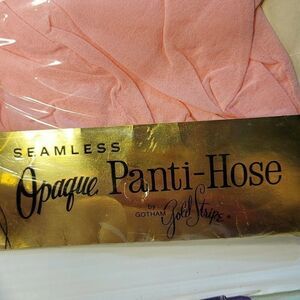 SEAMLESS
Opaque Panti-Hose
by
GOTHAM Gold Stripe ®